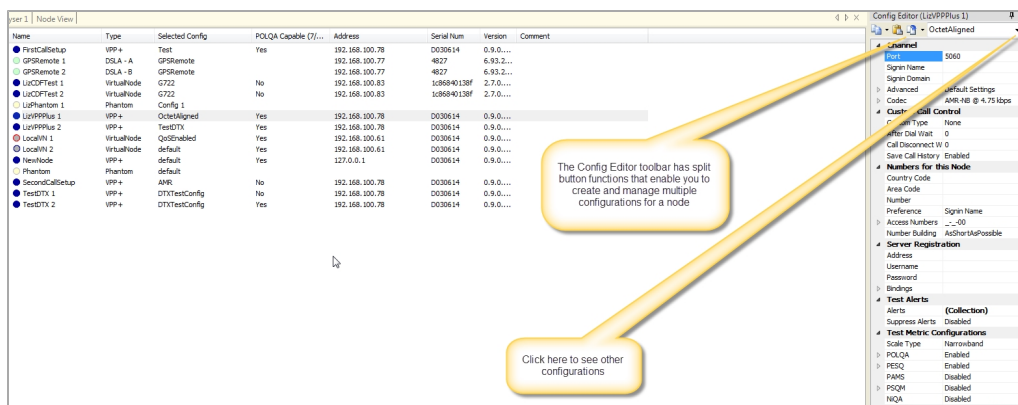 yser 1 Node View
Name Type Selected Config POLQA Capable (7/... Address Serial Num Version Comment
FirstCallSetup VPP+ Test Yes 192.168.100.78 D030614 0.9.0....
GPSRemote 1 DSLA - A GPSRemote 192.168.100.77 4827 6.93.2...
GPSRemote 2 DSLA - B GPSRemote 192.168.100.77 4827 6.93.2...
LizCDFTest 1 VirtualNode G722 No 192.168.100.83 1c86840138f 2.7.0....
LizCDFTest 2 VirtualNode G722 No 192.168.100.83 1c86840138f 2.7.0....
LizPhantom 1 Phantom Config 1
LizVPPPlus 1 VPP+ OctetAligned Yes 192.168.100.78 D030614 0.9.0....
LizVPPPlus 2 VPP+ TestDTX Yes 192.168.100.78 D030614 0.9.0....
LocalVN 1 VirtualNode QoSEnabled Yes 192.168.100.61 D030614 0.9.0....
LocalVN 2 VirtualNode default Yes 192.168.100.61 D030614 0.9.0....
NewNode VPP+ default Yes 127.0.0.1 D030614 0.9.0....
Phantom Phantom default
SecondCallSetup VPP+ AMR No 192.168.100.78 D030614 0.9.0....
TestDTX 1 VPP+ DTXTestConfig No 192.168.100.78 D030614 0.9.0....
TestDTX 2 VPP+ DTXTestConfig Yes 192.168.100.78 D030614 0.9.0....
The Config Editor toolbar has split
button functions that enable you to
create and manage multiple
configurations for a node
Click here to see other
configurations
Config Editor (LizVPPPlus 1)
OctetAligned
Channel
Port 5060
Signin Name
Signin Domain
Advanced Default Settings
Codec AMR-NB @ 4.75 kbps
Custom Call Control
Custom Type None
After Dial Wait 0
Call Disconnect W 0
Save Call History Enabled
Numbers for this Node
Country Code
Area Code
Number
Preference Signin Name
Access Numbers _-_-00
Number Building AsShortAsPossible
Server Registration
Address
Username
Password
Bindings
Test Alerts
Alerts (Collection)
Suppress Alerts Disabled
Test Metric Configurations
Scale Type Narrowband
POLQA Enabled
PESQ Enabled
PAMS Disabled
PSQM Disabled
NiQA Disabled